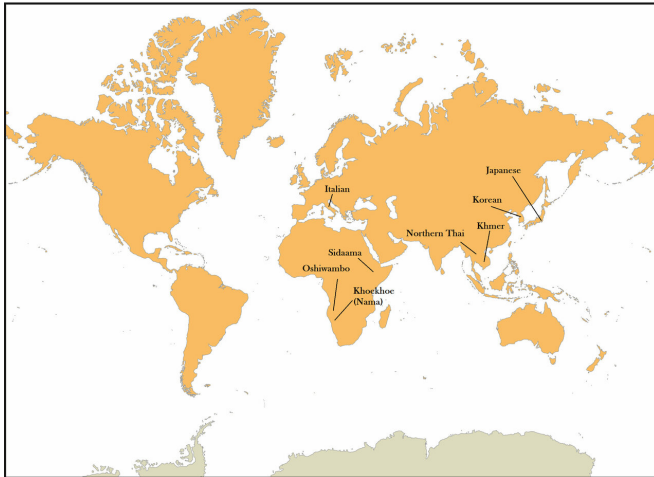 Japanese
Italian
Korean
Khmer
Northern Thai
Sidaama
Oshiwambo
Khoekhoe
(Nama)